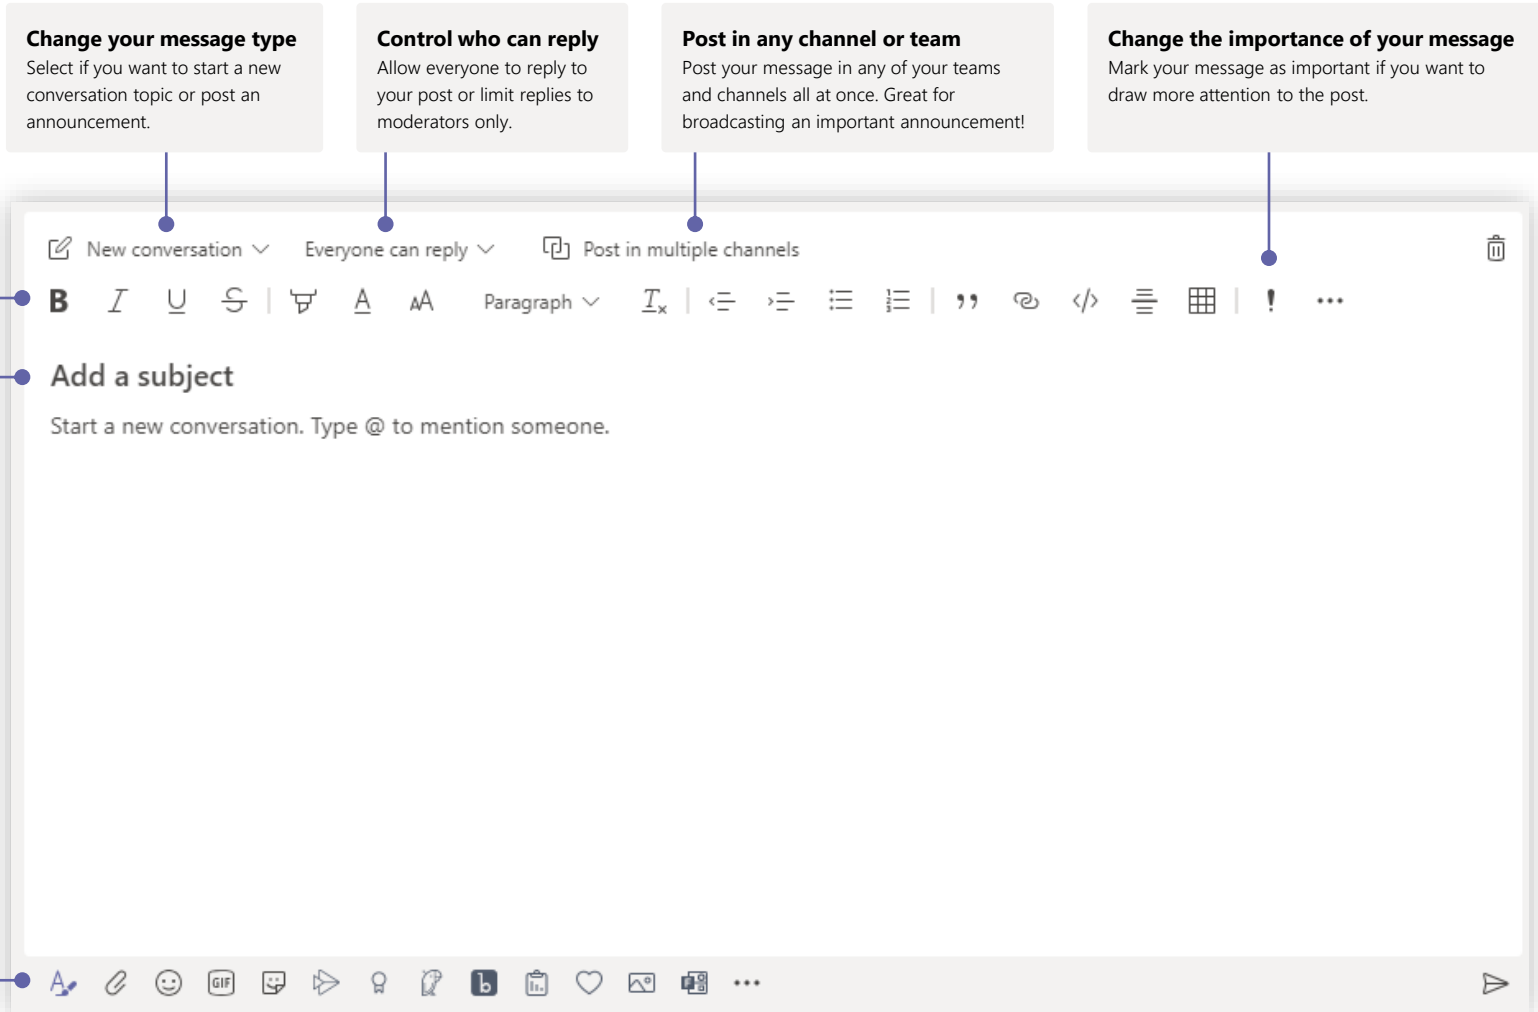 Change your message type
Select if you want to start a new
conversation topic or post an
announcement.
Control who can reply
Allow everyone to reply to
your post or limit replies to
moderators only.
Post in any channel or team
Post your message in any of your teams
and channels all at once. Great for
broadcasting an important announcement!
Change the importance of your message
Mark your message as important if you want to
draw more attention to the post.
New conversation
Everyone can reply
Post in multiple channels
B I U S A AA Paragraph Tx </> ! ...
Add a subject
Start a new conversation. Type @ to mention someone.
A GIF b ...